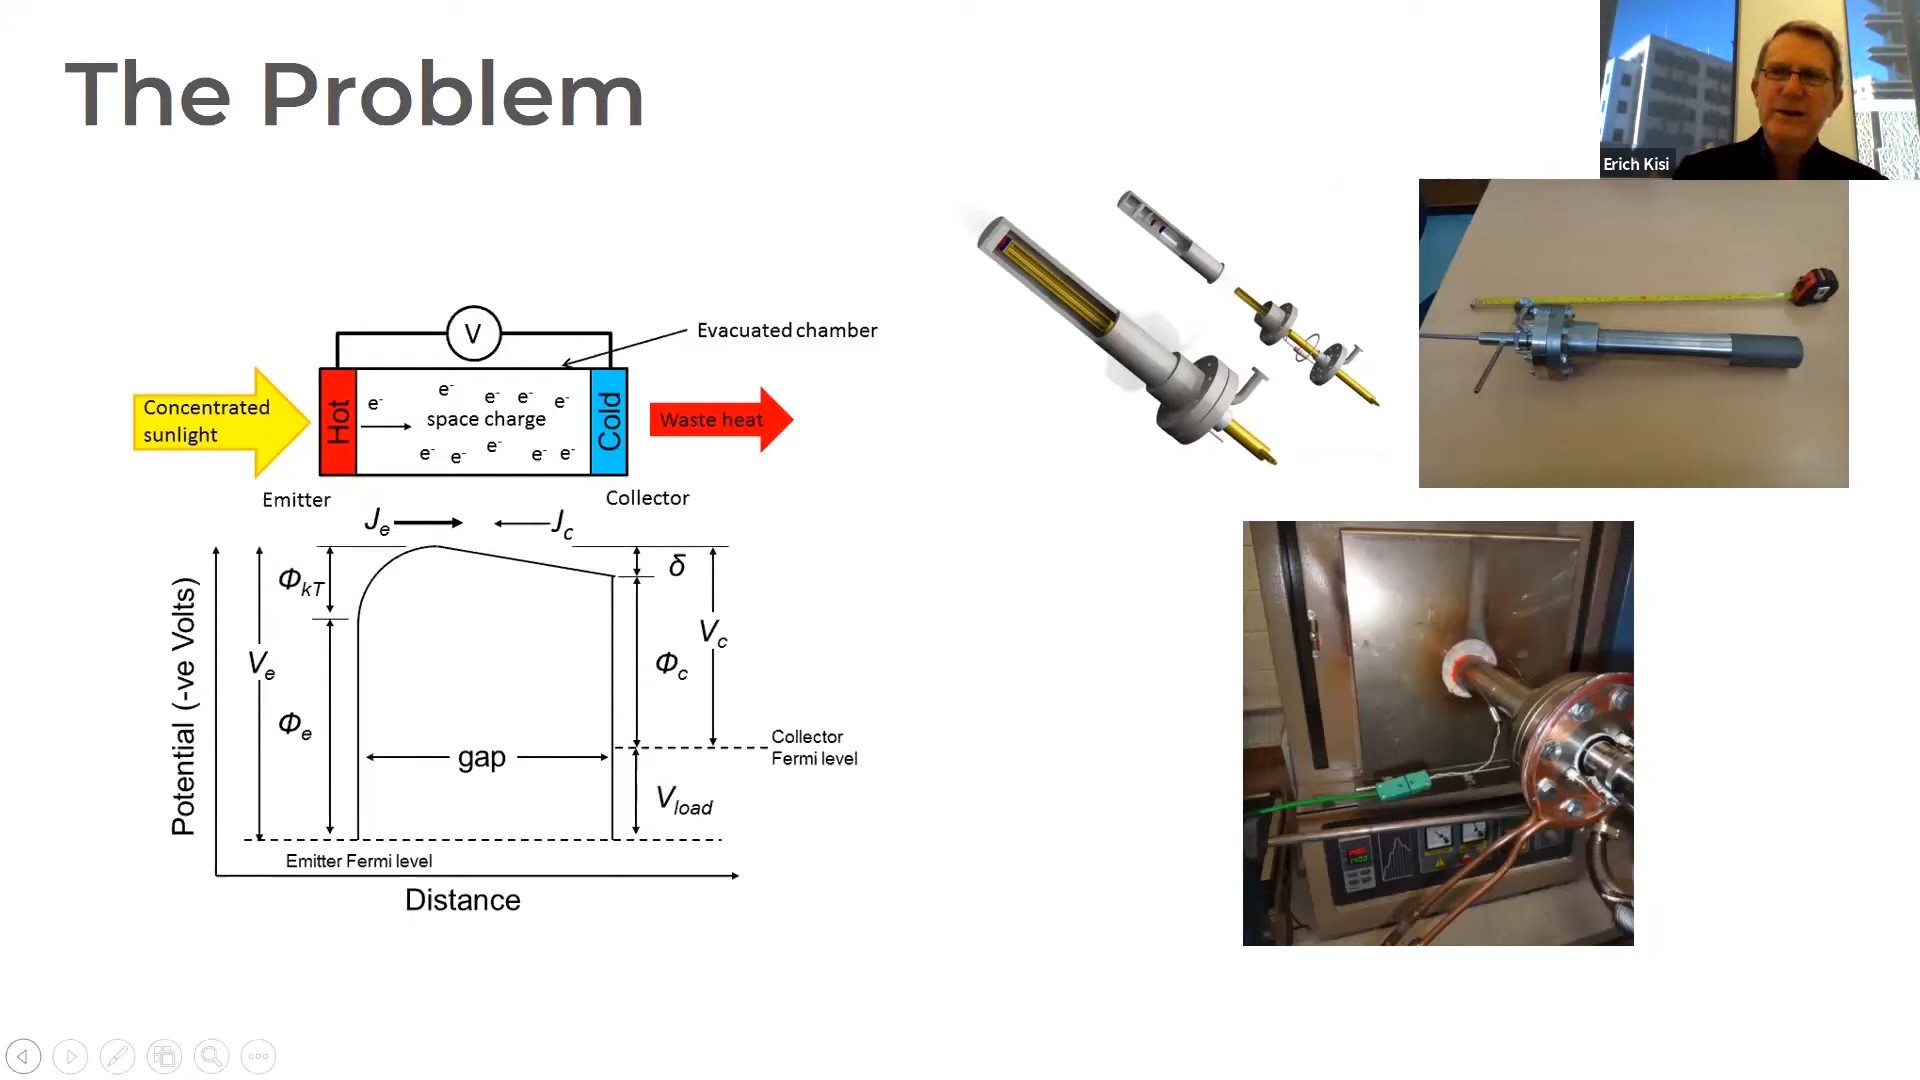 The Problem
Erich Kisi
V
Evacuated chamber
Concentrated
sunlight
Hot
e-
e-
e-
e-
e-
space charge
e-
e-
e-
e-
e-
Cold
Waste heat
Emitter
Collector
Je
Jc
Potential (-ve Volts)
ΦkT
δ
Ve
Vc
Φc
Φe
gap
Collector
Fermi level
Vload
Emitter Fermi level
Distance